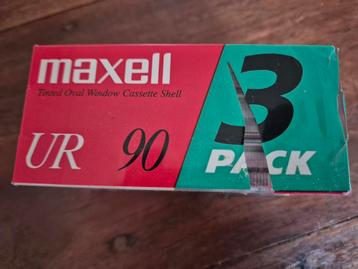 maxell
Tinted Oval Window Cassette Shell
UR 90
3
PACK